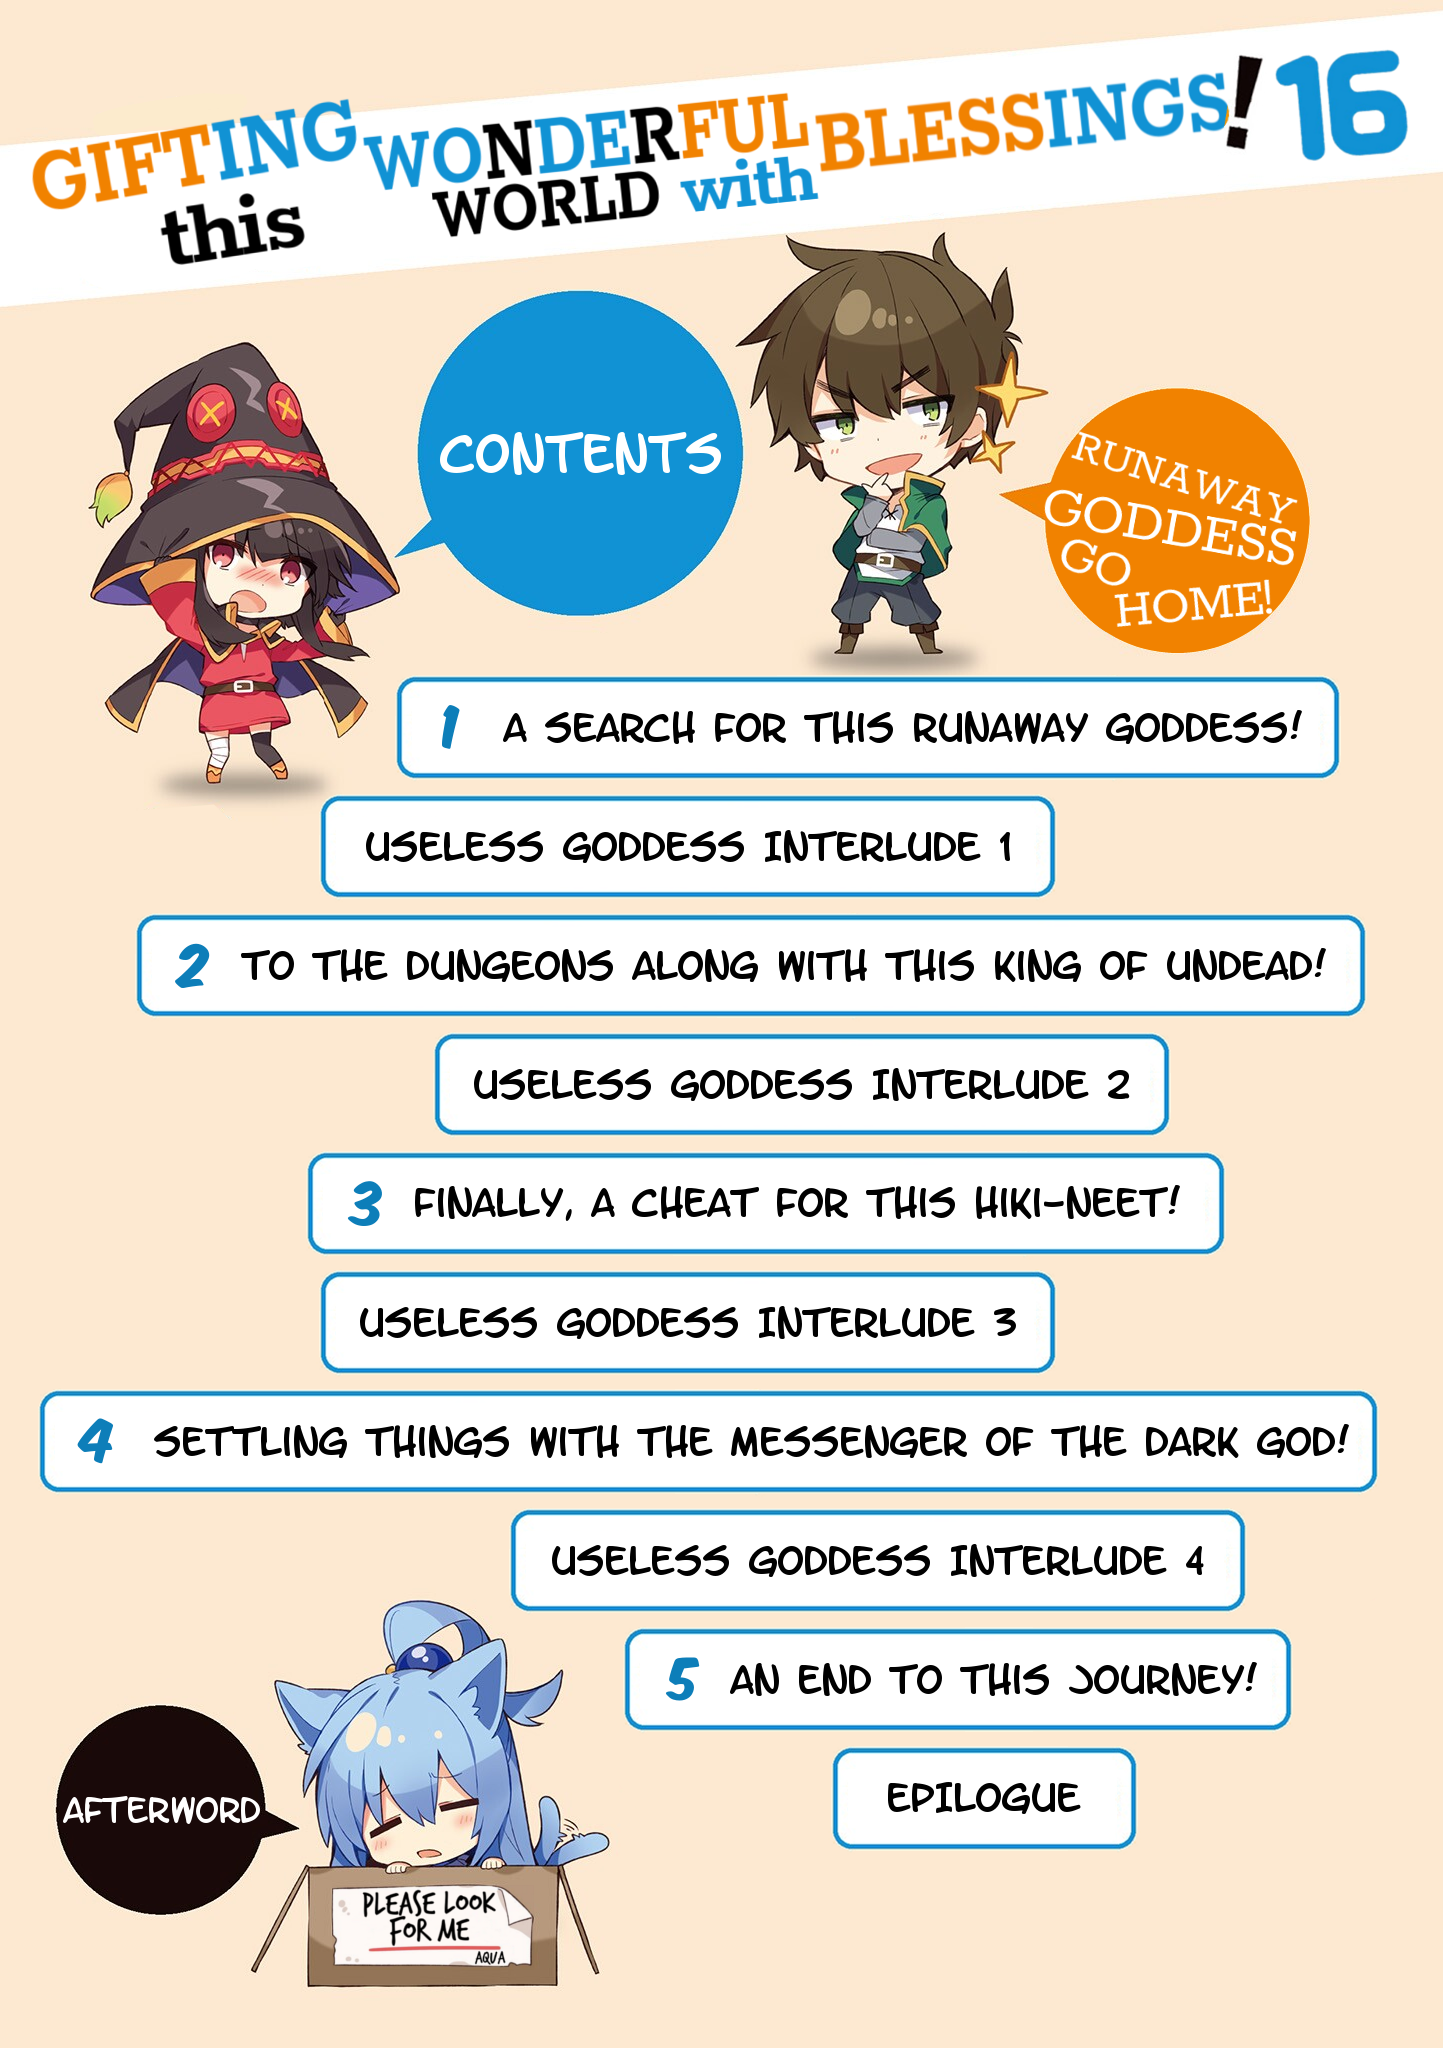 GIFTING WONDERFUL BLESSINGS! 16
this WORLD with
CONTENTS
RUNAWAY
GODDESS
GO
HOME!
1 A SEARCH FOR THIS RUNAWAY GODDESS!
USELESS GODDESS INTERLUDE 1
2 TO THE DUNGEONS ALONG WITH THIS KING OF UNDEAD!
USELESS GODDESS INTERLUDE 2
3 FINALLY, A CHEAT FOR THIS HIKI-NEET!
USELESS GODDESS INTERLUDE 3
4 SETTLING THINGS WITH THE MESSENGER OF THE DARK GOD!
USELESS GODDESS INTERLUDE 4
5 AN END TO THIS JOURNEY!
EPILOGUE
AFTERWORD
PLEASE LOOK
FOR ME
AQUA